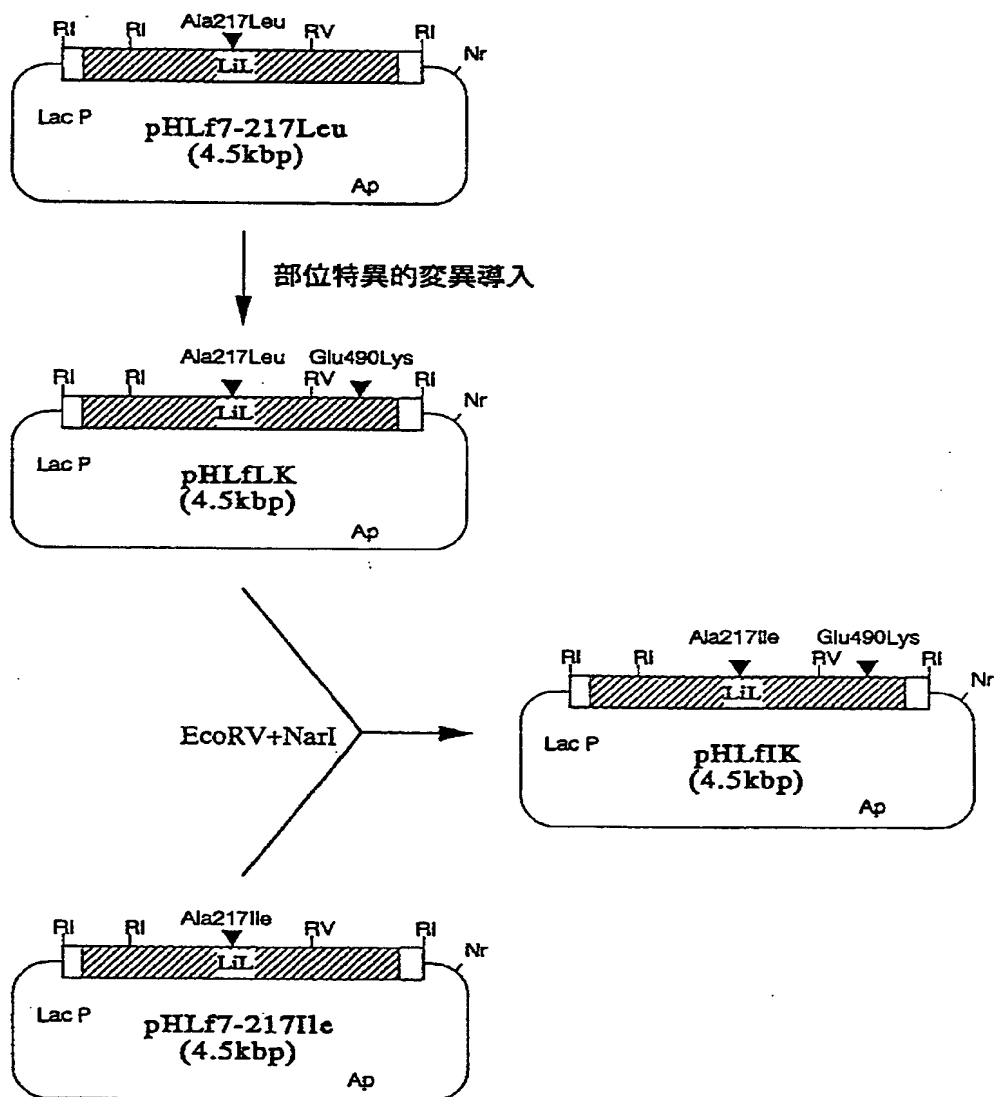 Ala217Leu
RI RI RV RI
Nr
LiL
Lac P
pHLf7-217Leu
(4.5kbp)
Ap
部位特異的変異導入
Ala217Leu Glu490Lys
RI RI RV RI
Nr
LiL
Lac P
pHLfLK
(4.5kbp)
Ap
EcoRV+NarI
Ala217Ile Glu490Lys
RI RI RV RI
Nr
LiL
Lac P
pHLfIK
(4.5kbp)
Ap
Ala217Ile
RI RI RV RI
Nr
LiL
Lac P
pHLf7-217Ile
(4.5kbp)
Ap